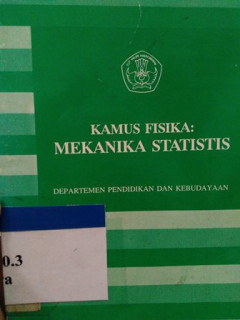 KAMUS FISIKA:
MEKANIKA STATISTIS
DEPARTEMEN PENDIDIKAN DAN KEBUDAYAAN
0.3
a